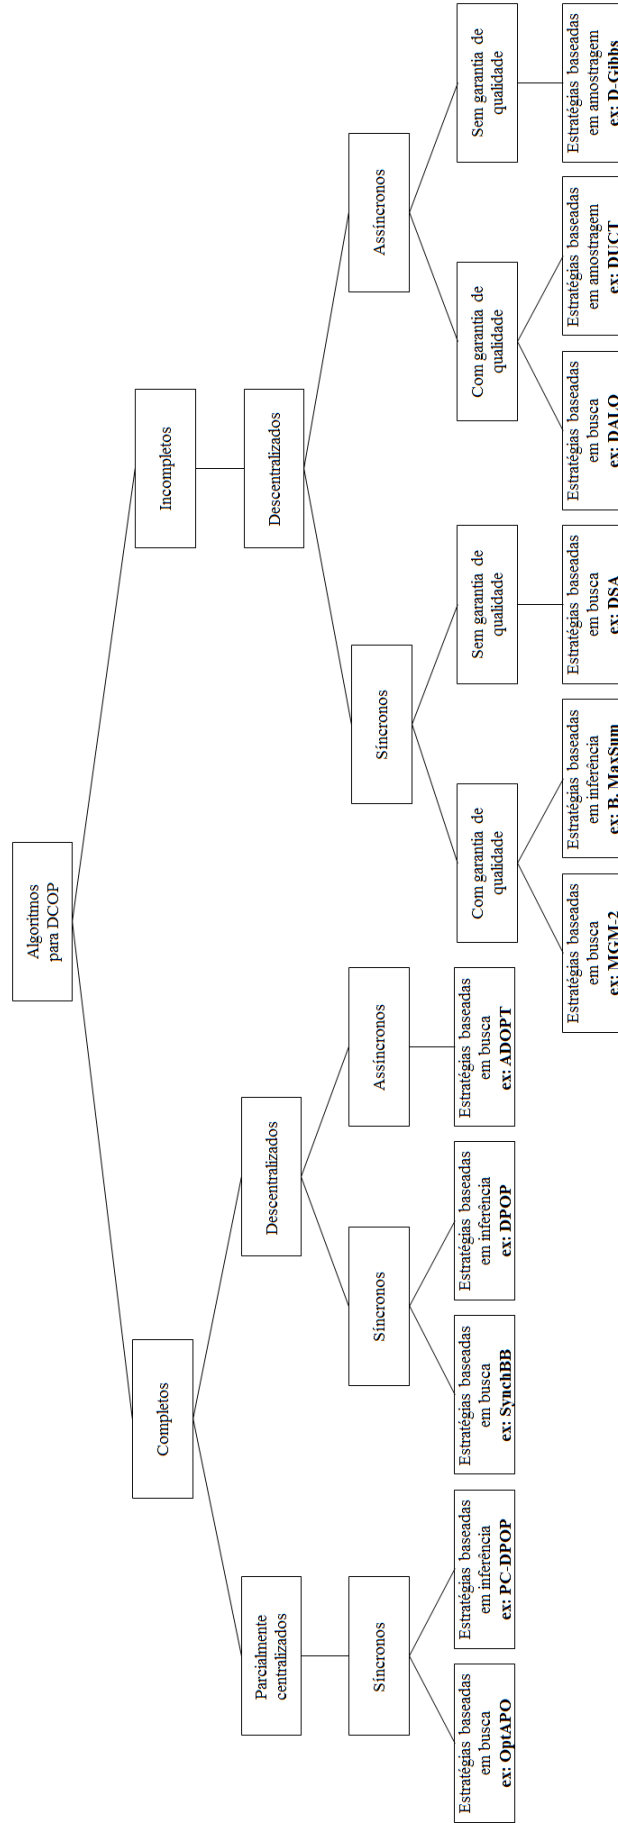 Algoritmos
para DCOP
Completos
Incompletos
Parcialmente
centralizados
Descentralizados
Descentralizados
Síncronos
Síncronos
Assíncronos
Síncronos
Assíncronos
Com garantia de
qualidade
Sem garantia de
qualidade
Com garantia de
qualidade
Sem garantia de
qualidade
Estratégias baseadas
em busca
ex: OptAPO
Estratégias baseadas
em inferência
ex: PC-DPOP
Estratégias baseadas
em busca
ex: SynchBB
Estratégias baseadas
em inferência
ex: DPOP
Estratégias baseadas
em busca
ex: ADOPT
Estratégias baseadas
em busca
ex: MGM-2
Estratégias baseadas
em inferência
ex: B. MaxSum
Estratégias baseadas
em busca
ex: DSA
Estratégias baseadas
em busca
ex: DALO
Estratégias baseadas
em amostragem
ex: DUCT
Estratégias baseadas
em amostragem
ex: D-Gibbs